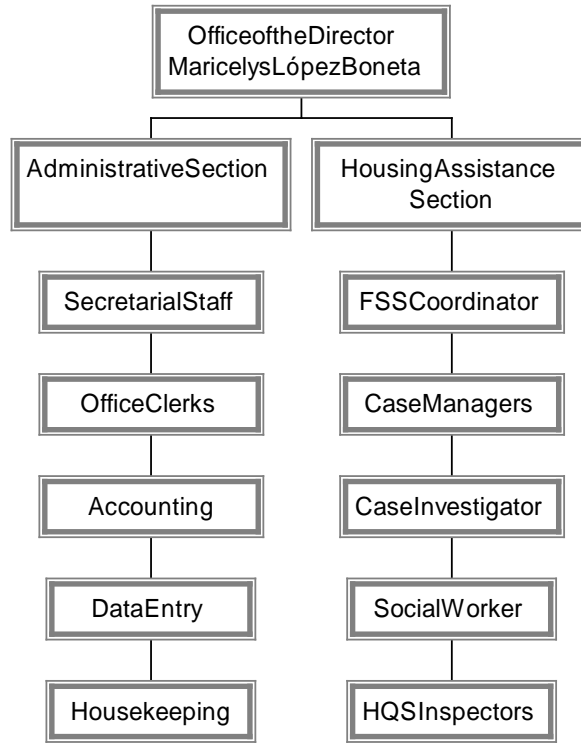 OfficeoftheDirector
MaricelysLópezBoneta
AdministrativeSection
HousingAssistance
Section
SecretarialStaff
FSSCoordinator
OfficeClerks
CaseManagers
Accounting
CaseInvestigator
DataEntry
SocialWorker
Housekeeping
HQSInspectors